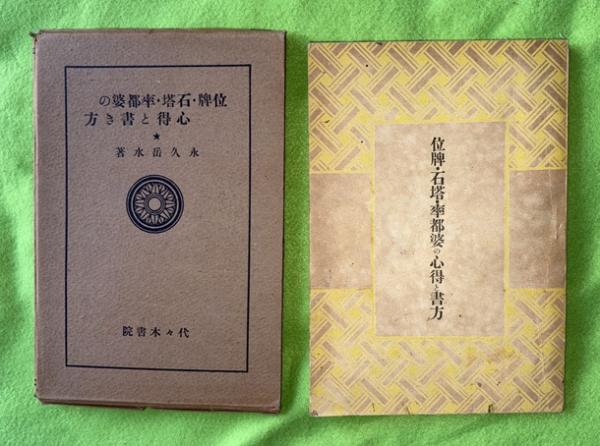 位牌・石塔・率都婆の
心得と書き方
★
永久岳水著
代々木書院
位牌・石塔・率都婆の心得と書方